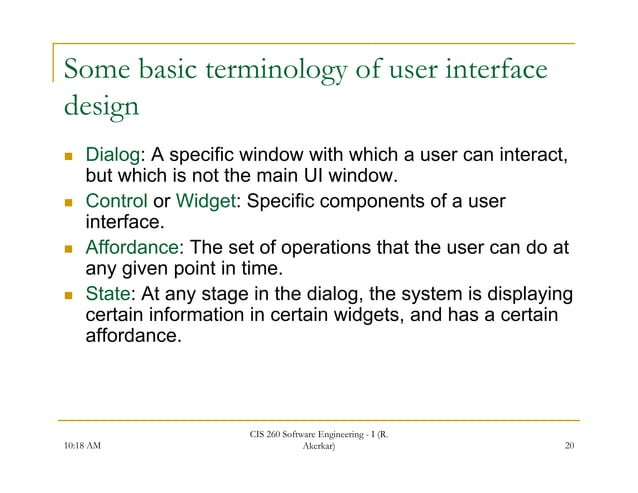 Some basic terminology of user interface
design
Dialog: A specific window with which a user can interact,
but which is not the main UI window.
Control or Widget: Specific components of a user
interface.
Affordance: The set of operations that the user can do at
any given point in time.
State: At any stage in the dialog, the system is displaying
certain information in certain widgets, and has a certain
affordance.
10:18 AM
CIS 260 Software Engineering - I (R.
Akerkar)
20